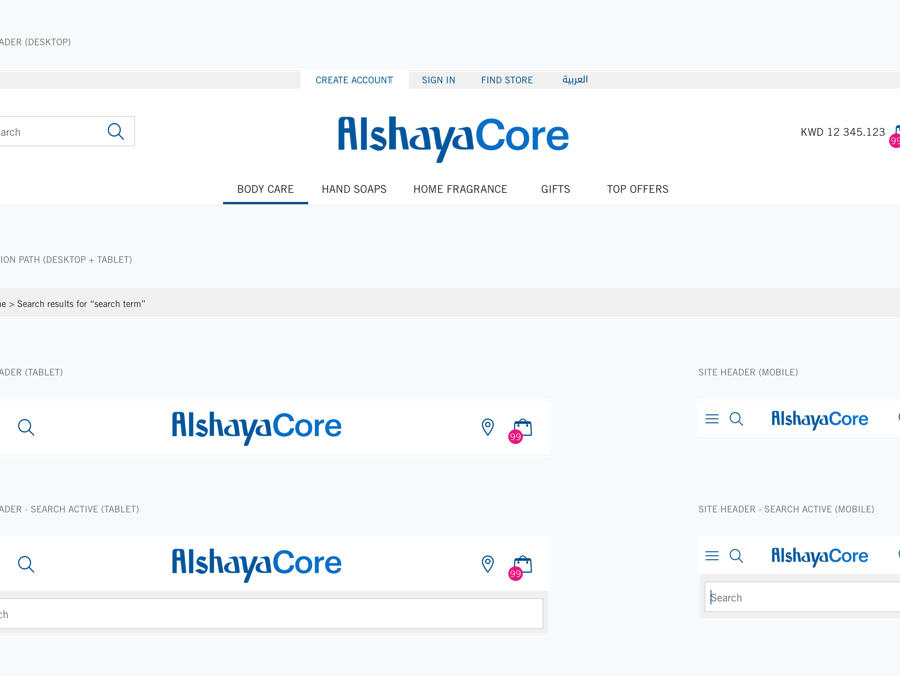 ADER (DESKTOP)
CREATE ACCOUNT SIGN IN FIND STORE العربية
arch
AlshayaCore
KWD 12 345.123
99
BODY CARE HAND SOAPS HOME FRAGRANCE GIFTS TOP OFFERS
ION PATH (DESKTOP + TABLET)
e > Search results for “search term”
ADER (TABLET)
SITE HEADER (MOBILE)
AlshayaCore
99
AlshayaCore
ADER - SEARCH ACTIVE (TABLET)
SITE HEADER - SEARCH ACTIVE (MOBILE)
AlshayaCore
99
AlshayaCore
ch
Search